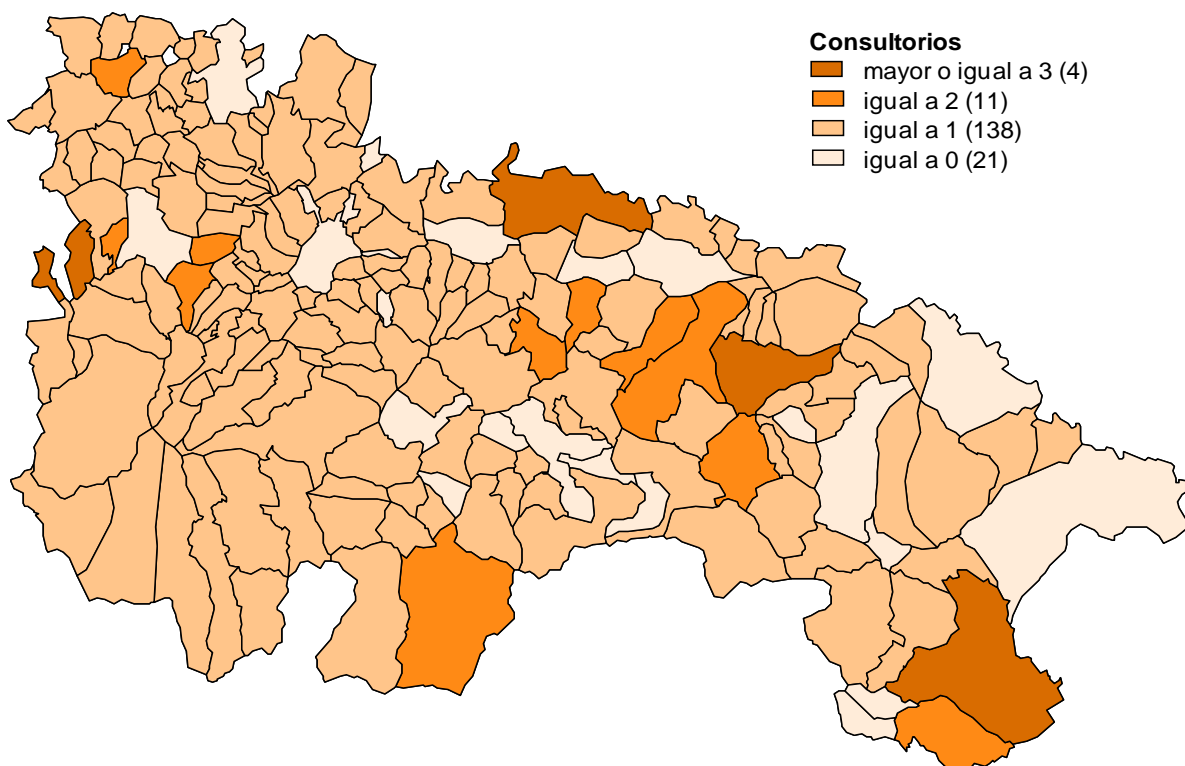 Consultorios
mayor o igual a 3 (4)
igual a 2 (11)
igual a 1 (138)
igual a 0 (21)